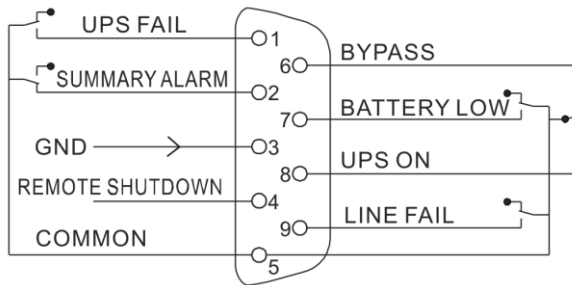 UPS FAIL 1
6 BYPASS
SUMMARY ALARM 2
7 BATTERY LOW
GND 3
8 UPS ON
REMOTE SHUTDOWN 4
9 LINE FAIL
COMMON 5